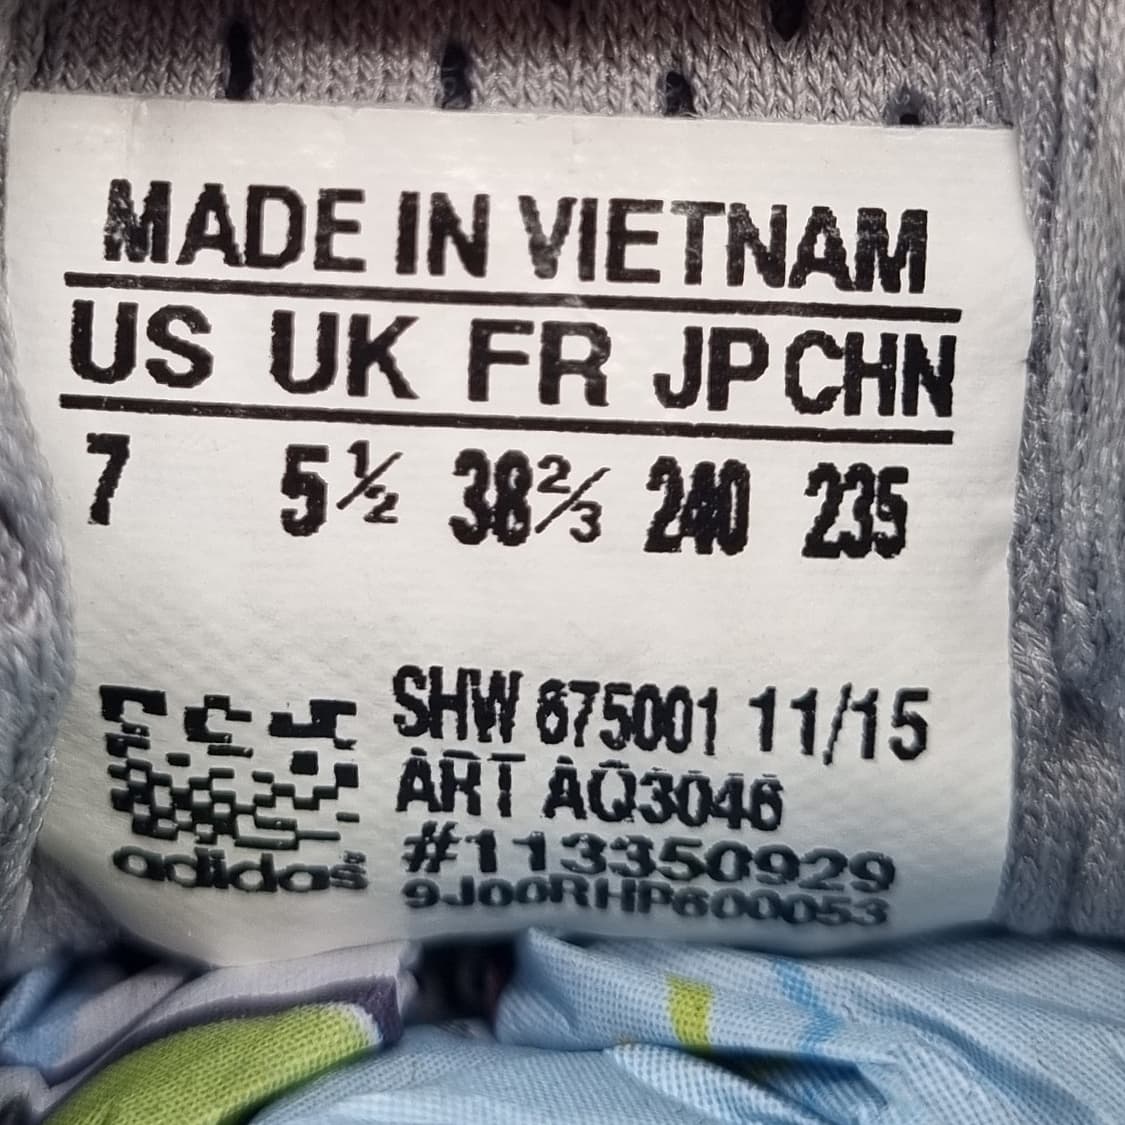 MADE IN VIETNAM
US UK FR JP CHN
7 5½ 38⅔ 240 235
SHW 675001 11/15
ART AQ3046
#113350929
9J00RHP600053
adidas